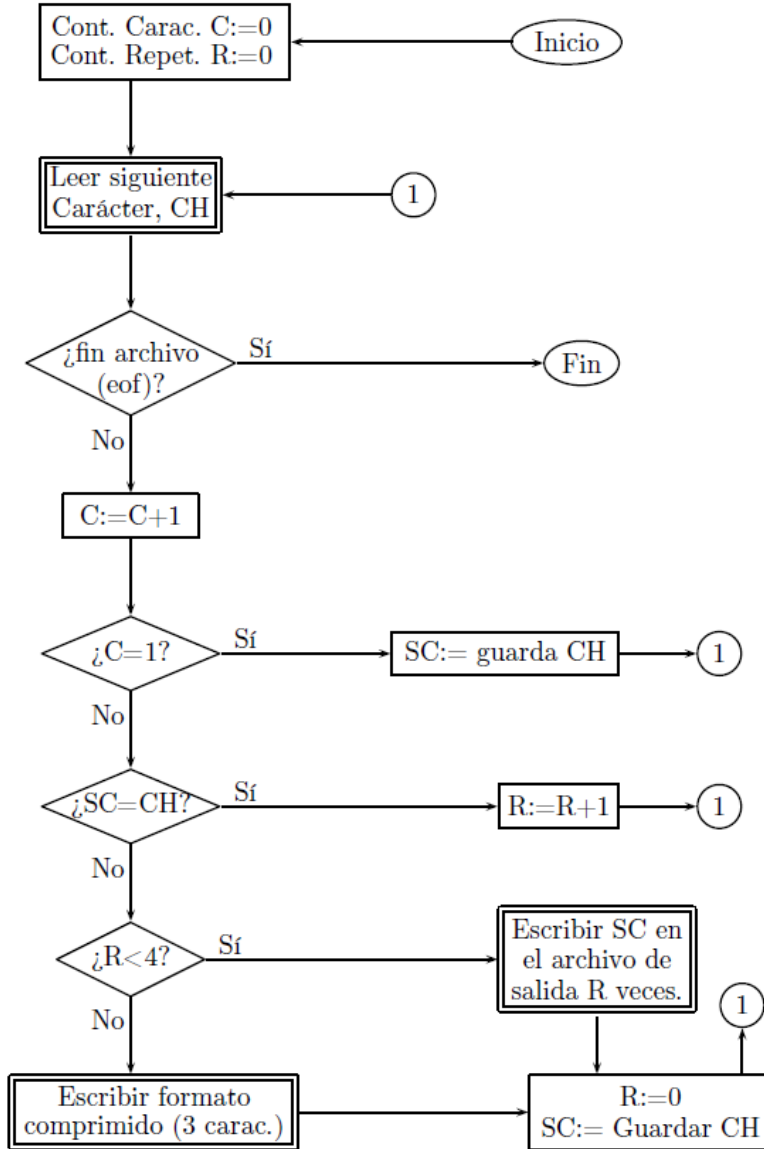 Cont. Carac. C:=0
Cont. Repet. R:=0
Inicio
Leer siguiente
Carácter, CH
1
¿fin archivo
(eof)?
Sí
Fin
No
C:=C+1
¿C=1?
Sí
SC:= guarda CH
1
No
¿SC=CH?
Sí
R:=R+1
1
No
¿R<4?
Sí
Escribir SC en
el archivo de
salida R veces.
1
No
Escribir formato
comprimido (3 carac.)
R:=0
SC:= Guardar CH